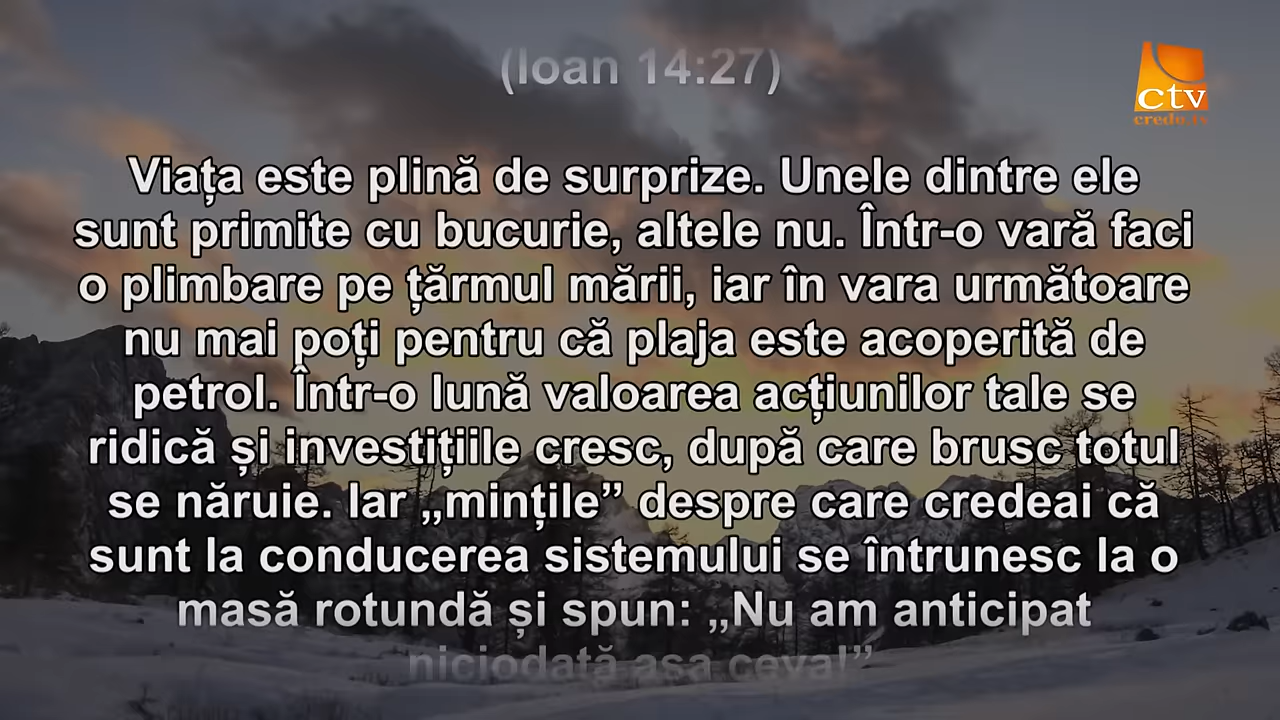 (Ioan 14:27)
ctv
credo.tv
Viața este plină de surprize. Unele dintre ele
sunt primite cu bucurie, altele nu. Într-o vară faci
o plimbare pe țărmul mării, iar în vara următoare
nu mai poți pentru că plaja este acoperită de
petrol. Într-o lună valoarea acțiunilor tale se
ridică și investițiile cresc, după care brusc totul
se năruie. Iar „mințile” despre care credeai că
sunt la conducerea sistemului se întrunesc la o
masă rotundă și spun: „Nu am anticipat
niciodată așa ceva!”